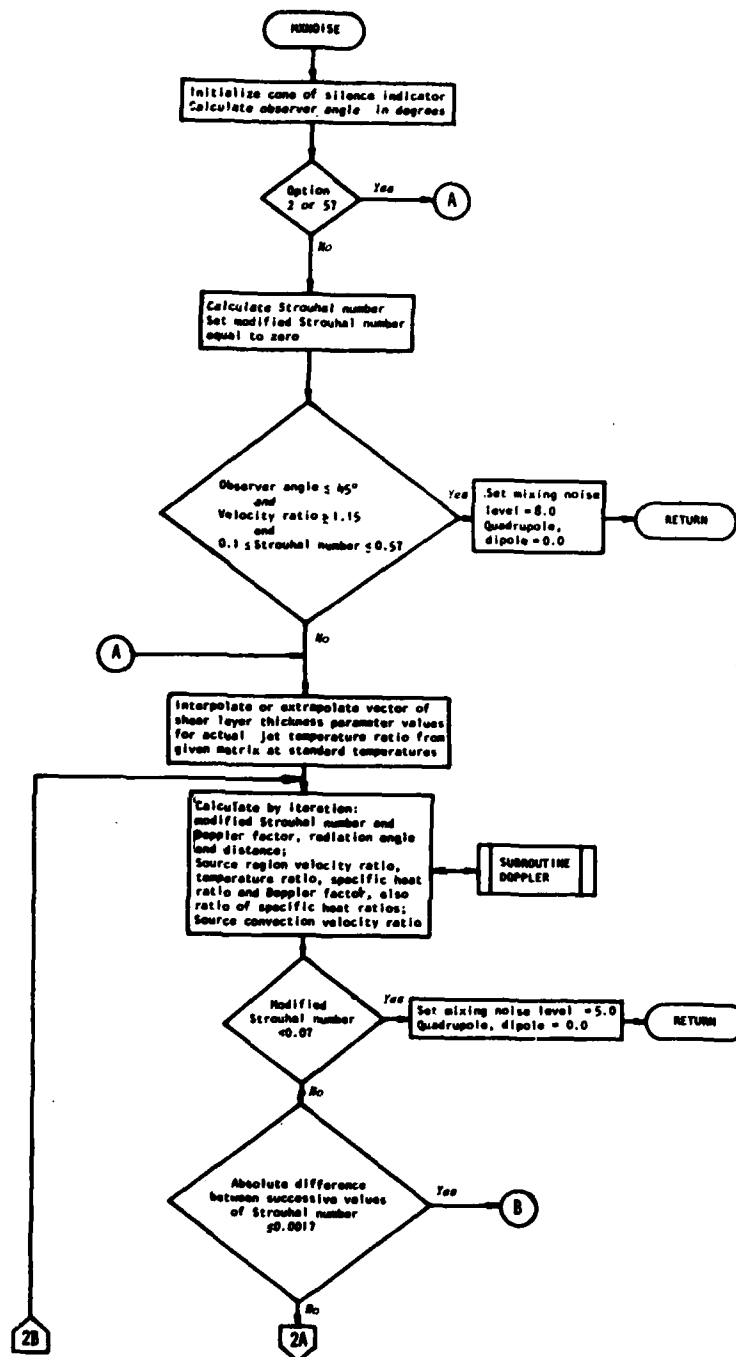 MXNOISE
Initialize cone of silence indicator
Calculate observer angle in degrees
Option
2 or 5?
Yes
A
No
Calculate Strouhal number
Set modified Strouhal number
equal to zero
Observer angle ≤ 45°
and
Velocity ratio ≥ 1.15
and
0.1 ≤ Strouhal number ≤ 0.5?
Yes
Set mixing noise
level = 8.0
Quadrupole,
dipole = 0.0
RETURN
No
A
Interpolate or extrapolate vector of
shear layer thickness parameter values
for actual jet temperature ratio from
given matrix at standard temperatures
Calculate by iteration:
modified Strouhal number and
Doppler factor, radiation angle
and distance;
Source region velocity ratio,
temperature ratio, specific heat
ratio and Doppler factor, also
ratio of specific heat ratios;
Source convection velocity ratio
SUBROUTINE
DOPPLER
Modified
Strouhal number
<0.0?
Yes
Set mixing noise level = 5.0
Quadrupole, dipole = 0.0
RETURN
No
Absolute difference
between successive values
of Strouhal number
≤0.001?
Yes
B
No
2B
2A